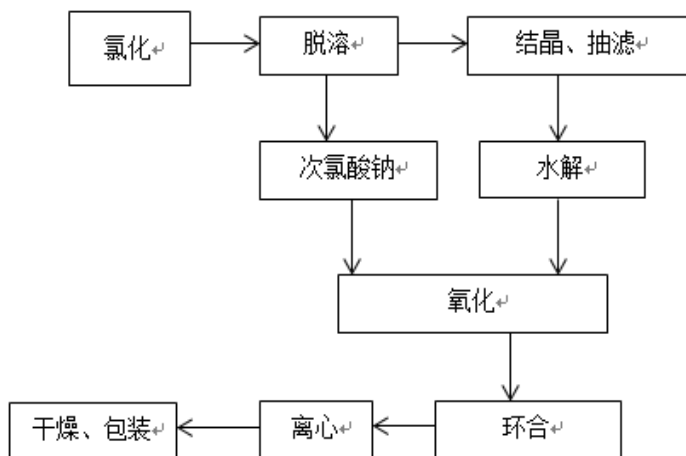 氯化
脱溶
结晶、抽滤
次氯酸钠
水解
氧化
干燥、包装
离心
环合